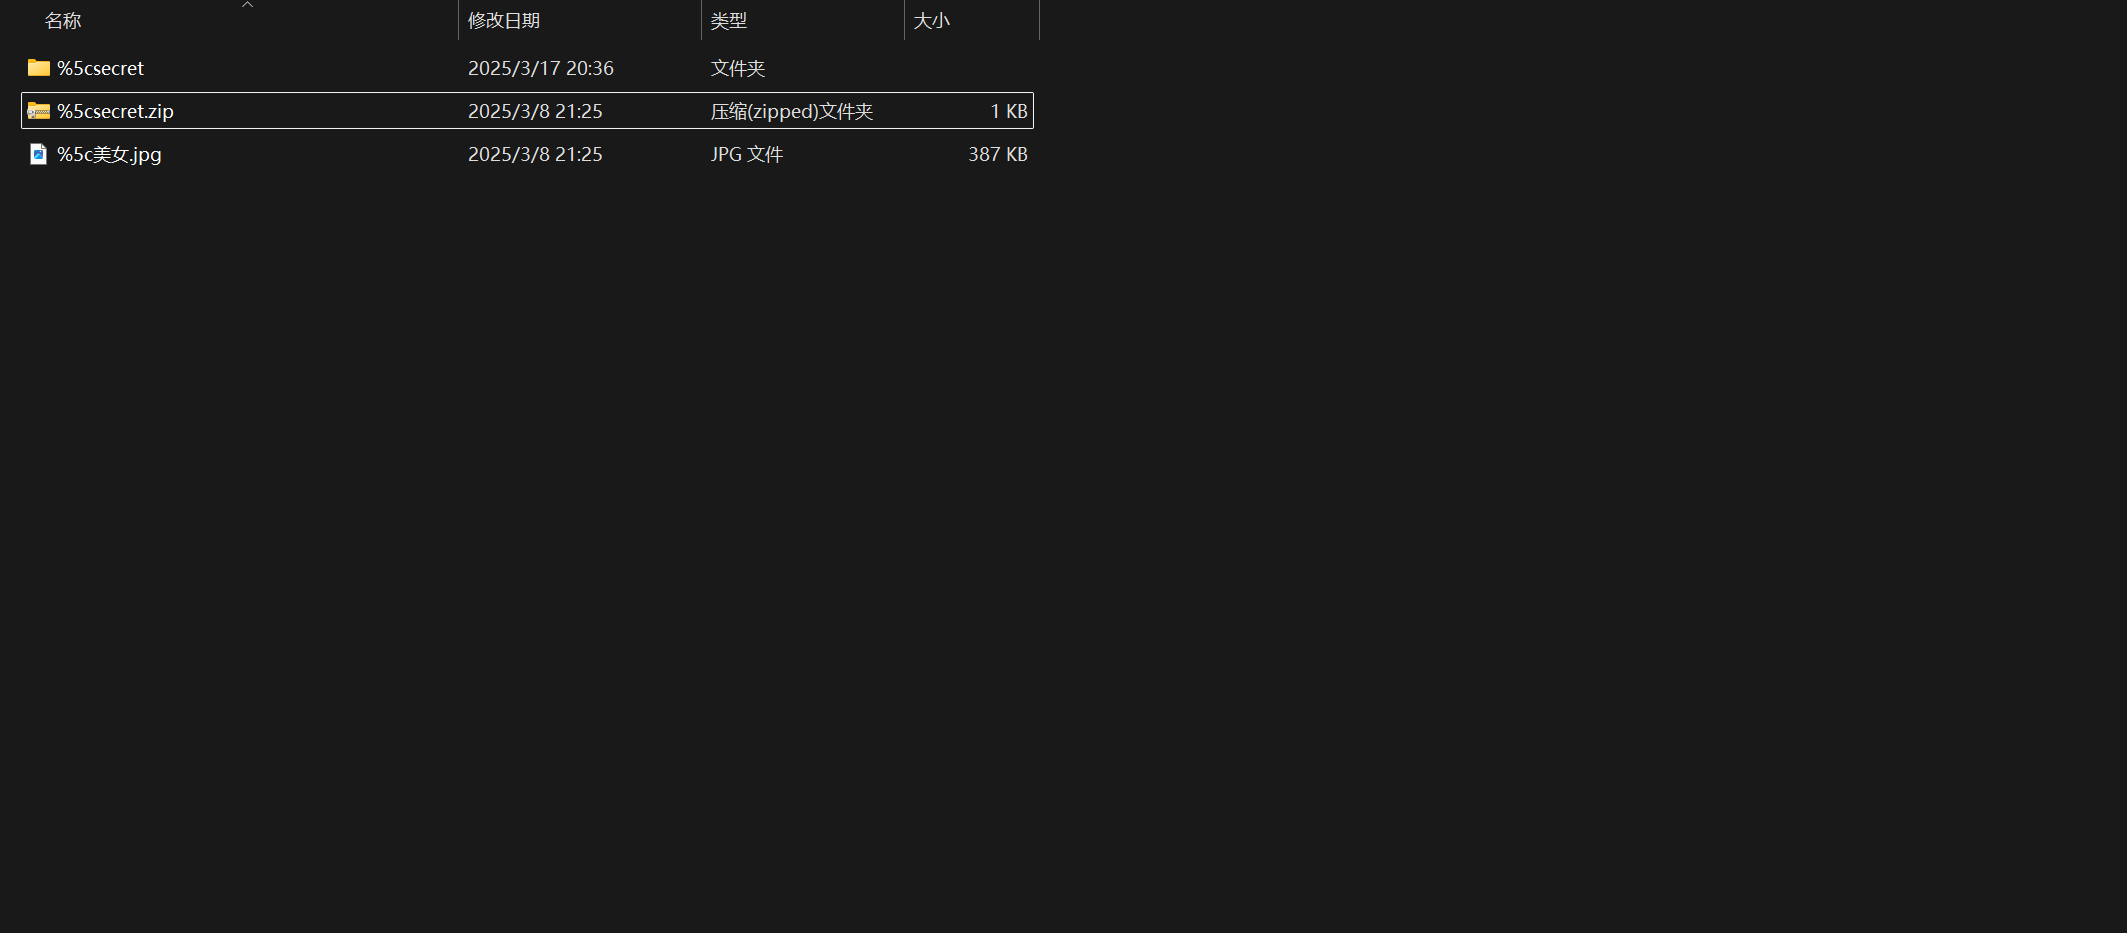 名称 修改日期 类型 大小
%5csecret 2025/3/17 20:36 文件夹
%5csecret.zip 2025/3/8 21:25 压缩(zipped)文件夹 1 KB
%5c美女.jpg 2025/3/8 21:25 JPG 文件 387 KB